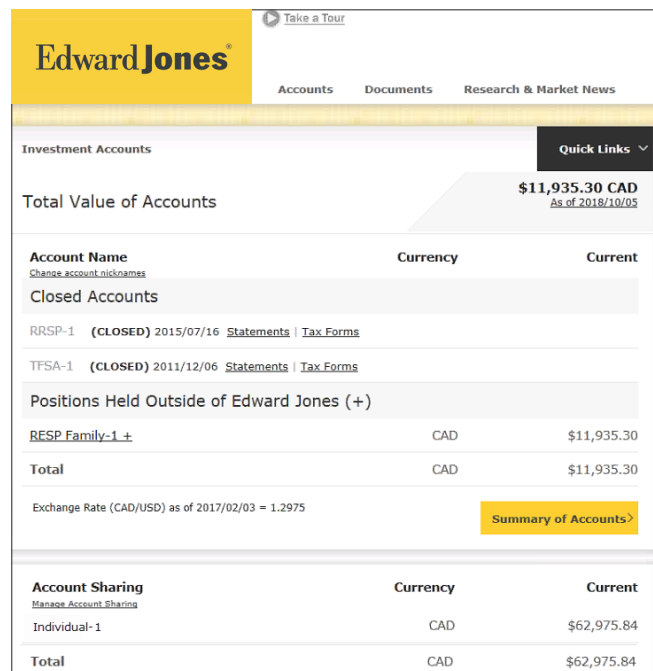 Take a Tour
Edward Jones®
Accounts Documents Research & Market News
Investment Accounts
Quick Links
Total Value of Accounts
$11,935.30 CAD
As of 2018/10/05
Account Name Currency Current
Change account nicknames
Closed Accounts
RRSP-1 (CLOSED) 2015/07/16 Statements | Tax Forms
TFSA-1 (CLOSED) 2011/12/06 Statements | Tax Forms
Positions Held Outside of Edward Jones (+)
RESP Family-1 + CAD $11,935.30
Total CAD $11,935.30
Exchange Rate (CAD/USD) as of 2017/02/03 = 1.2975
Summary of Accounts>
Account Sharing Currency Current
Manage Account Sharing
Individual-1 CAD $62,975.84
Total CAD $62,975.84